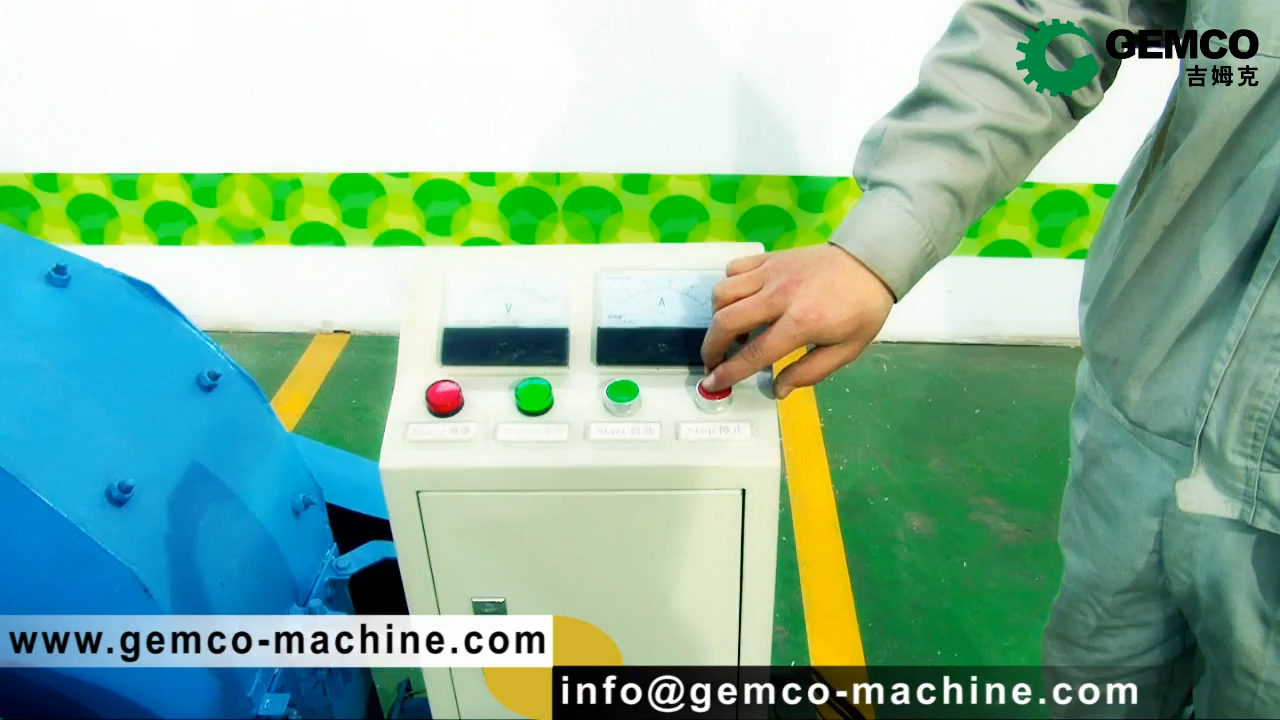 GEMCO
吉姆克
V
A
Start 启动
Stop 停止
www.gemco-machine.com
info@gemco-machine.com